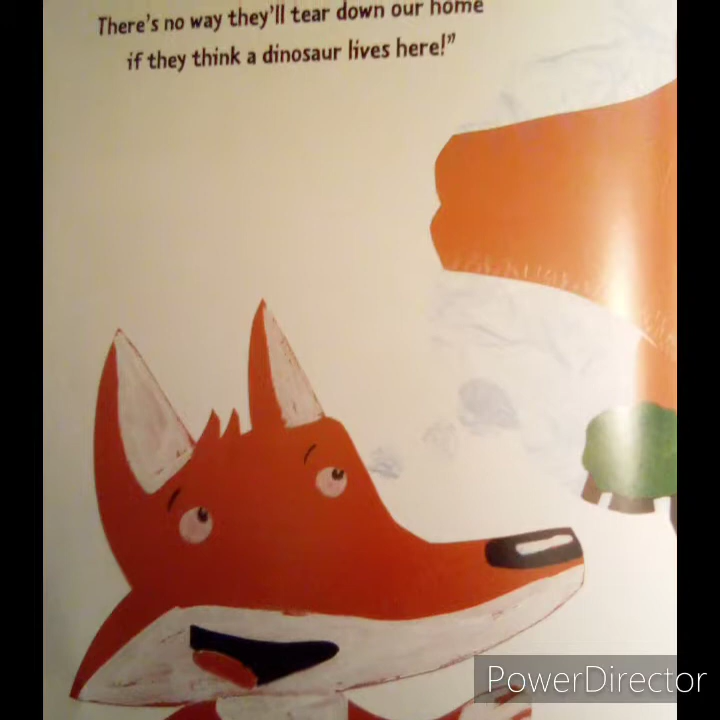 There's no way they'll tear down our home
if they think a dinosaur lives here!"
PowerDirector